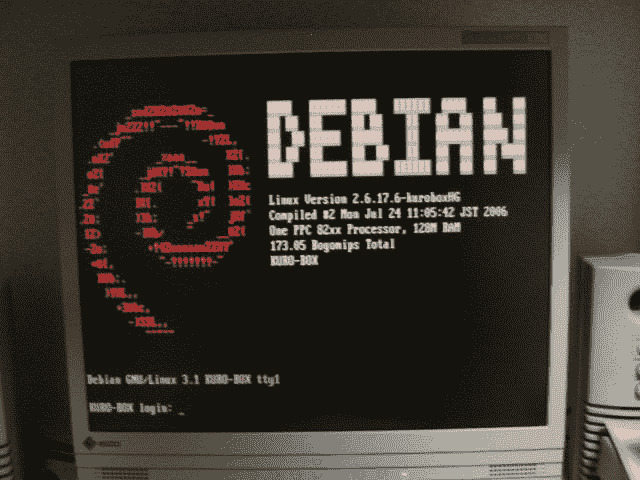 DEBIAN
Linux Version 2.6.17.6-kuroboxHG
Compiled #2 Mon Jul 24 11:05:42 JST 2006
One PPC 82xx Processor, 128M RAM
173.05 Bogomips Total
KURO-BOX
Debian GNU/Linux 3.1 KURO-BOX tty1
KURO-BOX login: _